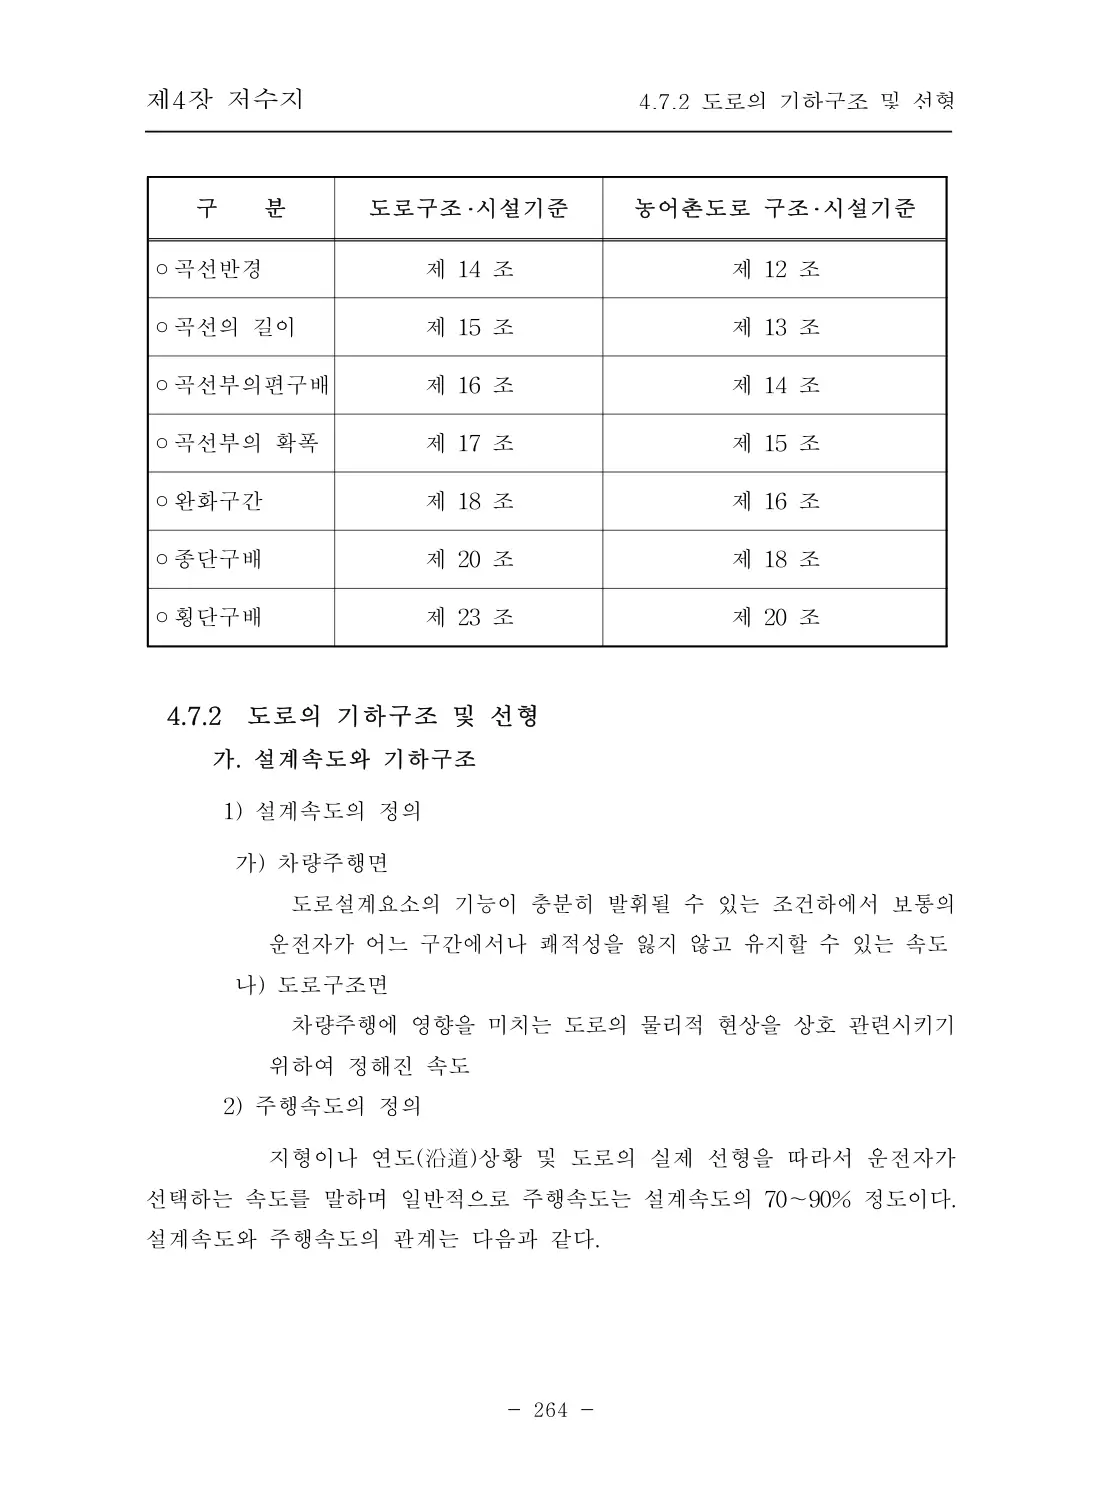 제4장 저수지 4.7.2 도로의 기하구조 및 선형
구 분 도로구조·시설기준 농어촌도로 구조·시설기준
○곡선반경 제 14 조 제 12 조
○곡선의 길이 제 15 조 제 13 조
○곡선부의편구배 제 16 조 제 14 조
○곡선부의 확폭 제 17 조 제 15 조
○완화구간 제 18 조 제 16 조
○종단구배 제 20 조 제 18 조
○횡단구배 제 23 조 제 20 조
4.7.2 도로의 기하구조 및 선형
가. 설계속도와 기하구조
1) 설계속도의 정의
가) 차량주행면
도로설계요소의 기능이 충분히 발휘될 수 있는 조건하에서 보통의
운전자가 어느 구간에서나 쾌적성을 잃지 않고 유지할 수 있는 속도
나) 도로구조면
차량주행에 영향을 미치는 도로의 물리적 현상을 상호 관련시키기
위하여 정해진 속도
2) 주행속도의 정의
지형이나 연도(沿道)상황 및 도로의 실제 선형을 따라서 운전자가
선택하는 속도를 말하며 일반적으로 주행속도는 설계속도의 70∼90% 정도이다.
설계속도와 주행속도의 관계는 다음과 같다.
- 264 -